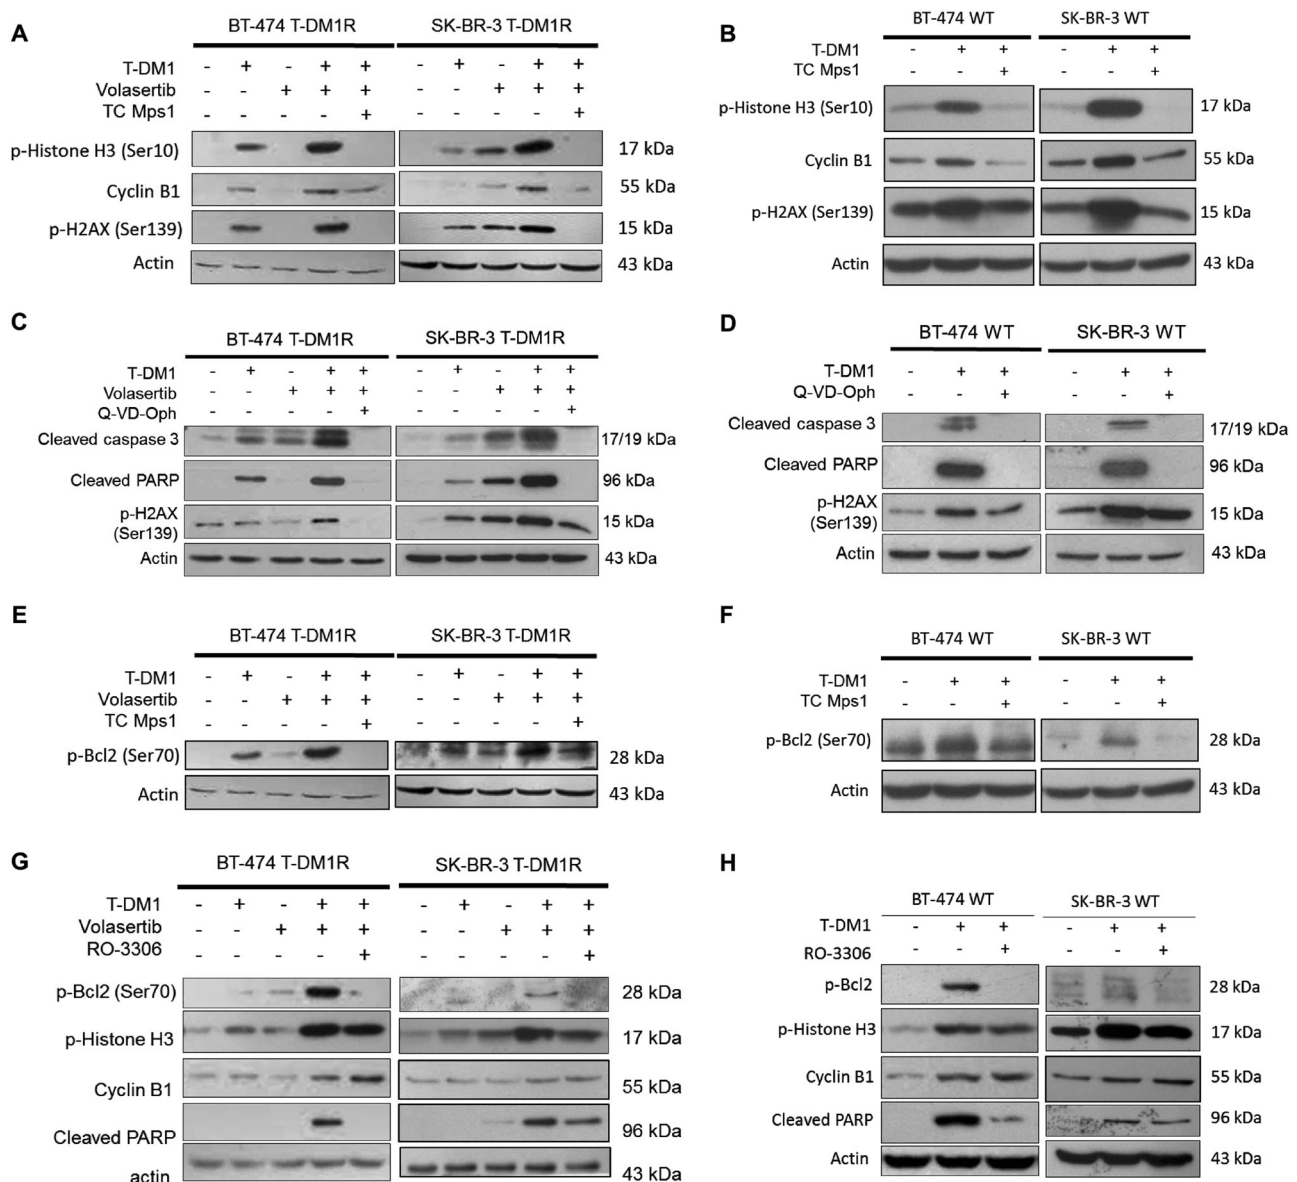 A
BT-474 T-DM1R SK-BR-3 T-DM1R
T-DM1 - + - + + - + - + +
Volasertib - - + + + - - + + +
TC Mps1 - - - - + - - - - +
p-Histone H3 (Ser10) 17 kDa
Cyclin B1 55 kDa
p-H2AX (Ser139) 15 kDa
Actin 43 kDa
B
BT-474 WT SK-BR-3 WT
T-DM1 - + + - + +
TC Mps1 - - + - - +
p-Histone H3 (Ser10) 17 kDa
Cyclin B1 55 kDa
p-H2AX (Ser139) 15 kDa
Actin 43 kDa
C
BT-474 T-DM1R SK-BR-3 T-DM1R
T-DM1 - + - + + - + - + +
Volasertib - - + + + - - + + +
Q-VD-Oph - - - - + - - - - +
Cleaved caspase 3 17/19 kDa
Cleaved PARP 96 kDa
p-H2AX
(Ser139) 15 kDa
Actin 43 kDa
D
BT-474 WT SK-BR-3 WT
T-DM1 - + + - + +
Q-VD-Oph - - + - - +
Cleaved caspase 3 17/19 kDa
Cleaved PARP 96 kDa
p-H2AX
(Ser139) 15 kDa
Actin 43 kDa
E
BT-474 T-DM1R SK-BR-3 T-DM1R
T-DM1 - + - + + - + - + +
Volasertib - - + + + - - + + +
TC Mps1 - - - - + - - - - +
p-Bcl2 (Ser70) 28 kDa
Actin 43 kDa
F
BT-474 WT SK-BR-3 WT
T-DM1 - + + - + +
TC Mps1 - - + - - +
p-Bcl2 (Ser70) 28 kDa
Actin 43 kDa
G
BT-474 T-DM1R SK-BR-3 T-DM1R
T-DM1 - + - + + - + - + +
Volasertib - - + + + - - + + +
RO-3306 - - - - + - - - - +
p-Bcl2 (Ser70) 28 kDa
p-Histone H3 17 kDa
Cyclin B1 55 kDa
Cleaved PARP 96 kDa
actin 43 kDa
H
BT-474 WT SK-BR-3 WT
T-DM1 - + + - + +
RO-3306 - - + - - +
p-Bcl2 28 kDa
p-Histone H3 17 kDa
Cyclin B1 55 kDa
Cleaved PARP 96 kDa
Actin 43 kDa